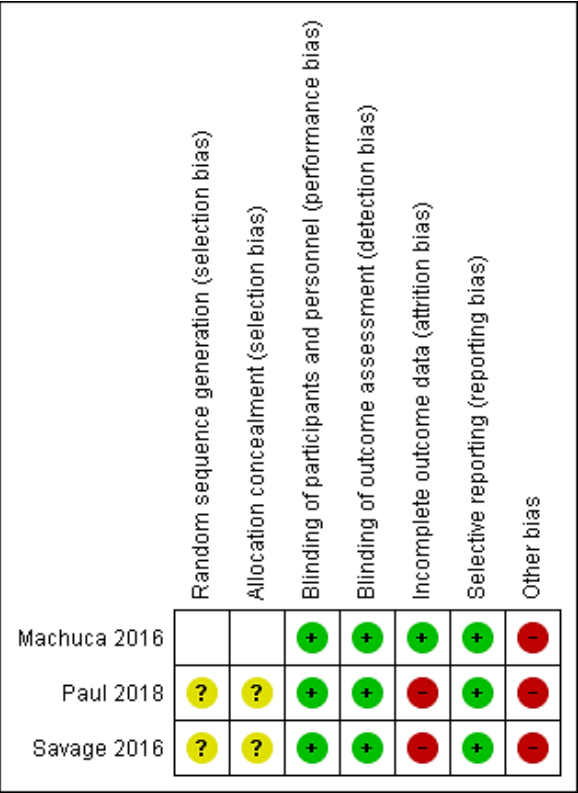 Random sequence generation (selection bias)
Allocation concealment (selection bias)
Blinding of participants and personnel (performance bias)
Blinding of outcome assessment (detection bias)
Incomplete outcome data (attrition bias)
Selective reporting (reporting bias)
Other bias
Machuca 2016 + + + + -
Paul 2018 ? ? + + - + -
Savage 2016 ? ? + + - + -